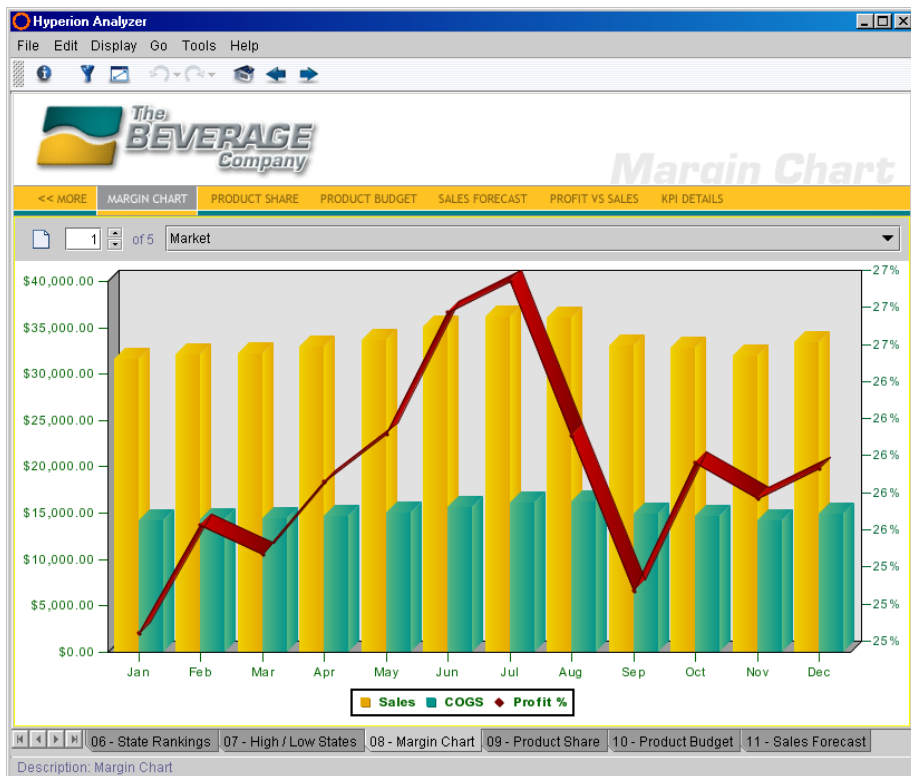 Hyperion Analyzer
File Edit Display Go Tools Help
The
BEVERAGE
Company
Margin Chart
<< MORE MARGIN CHART PRODUCT SHARE PRODUCT BUDGET SALES FORECAST PROFIT VS SALES KPI DETAILS
1 of 5 Market
$40,000.00 27%
$35,000.00 27%
27%
$30,000.00 26%
26%
$25,000.00 26%
$20,000.00 26%
$15,000.00 26%
$10,000.00 25%
$5,000.00 25%
$0.00 25%
Jan Feb Mar Apr May Jun Jul Aug Sep Oct Nov Dec
Sales COGS Profit %
06 - State Rankings 07 - High / Low States 08 - Margin Chart 09 - Product Share 10 - Product Budget 11 - Sales Forecast
Description: Margin Chart